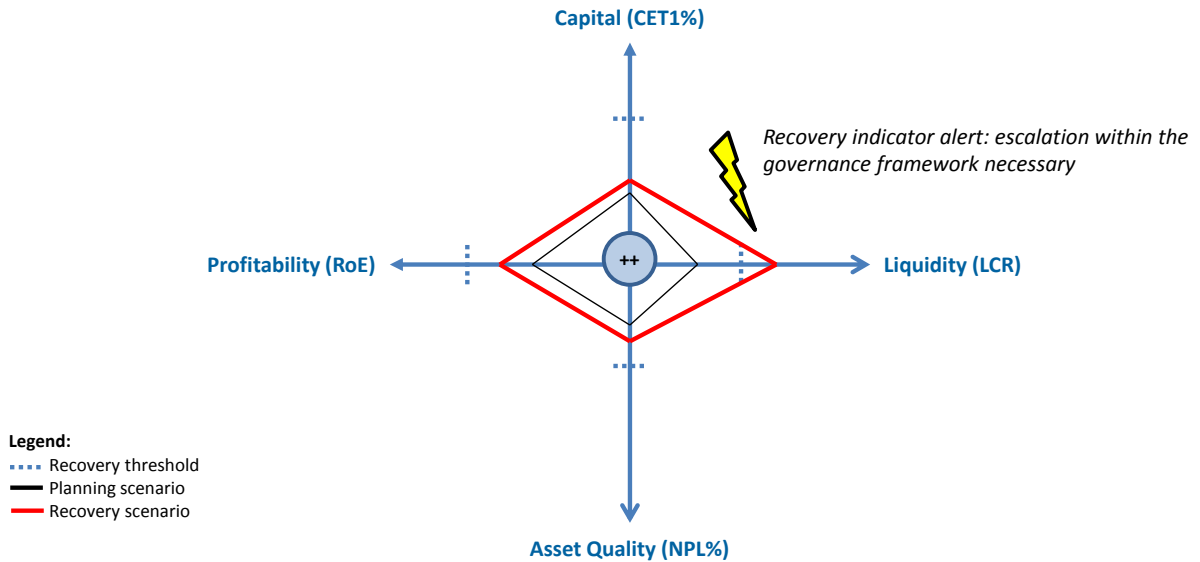 Capital (CET1%)
Recovery indicator alert: escalation within the
governance framework necessary
Profitability (RoE)
++
Liquidity (LCR)
Legend:
Recovery threshold
Planning scenario
Recovery scenario
Asset Quality (NPL%)